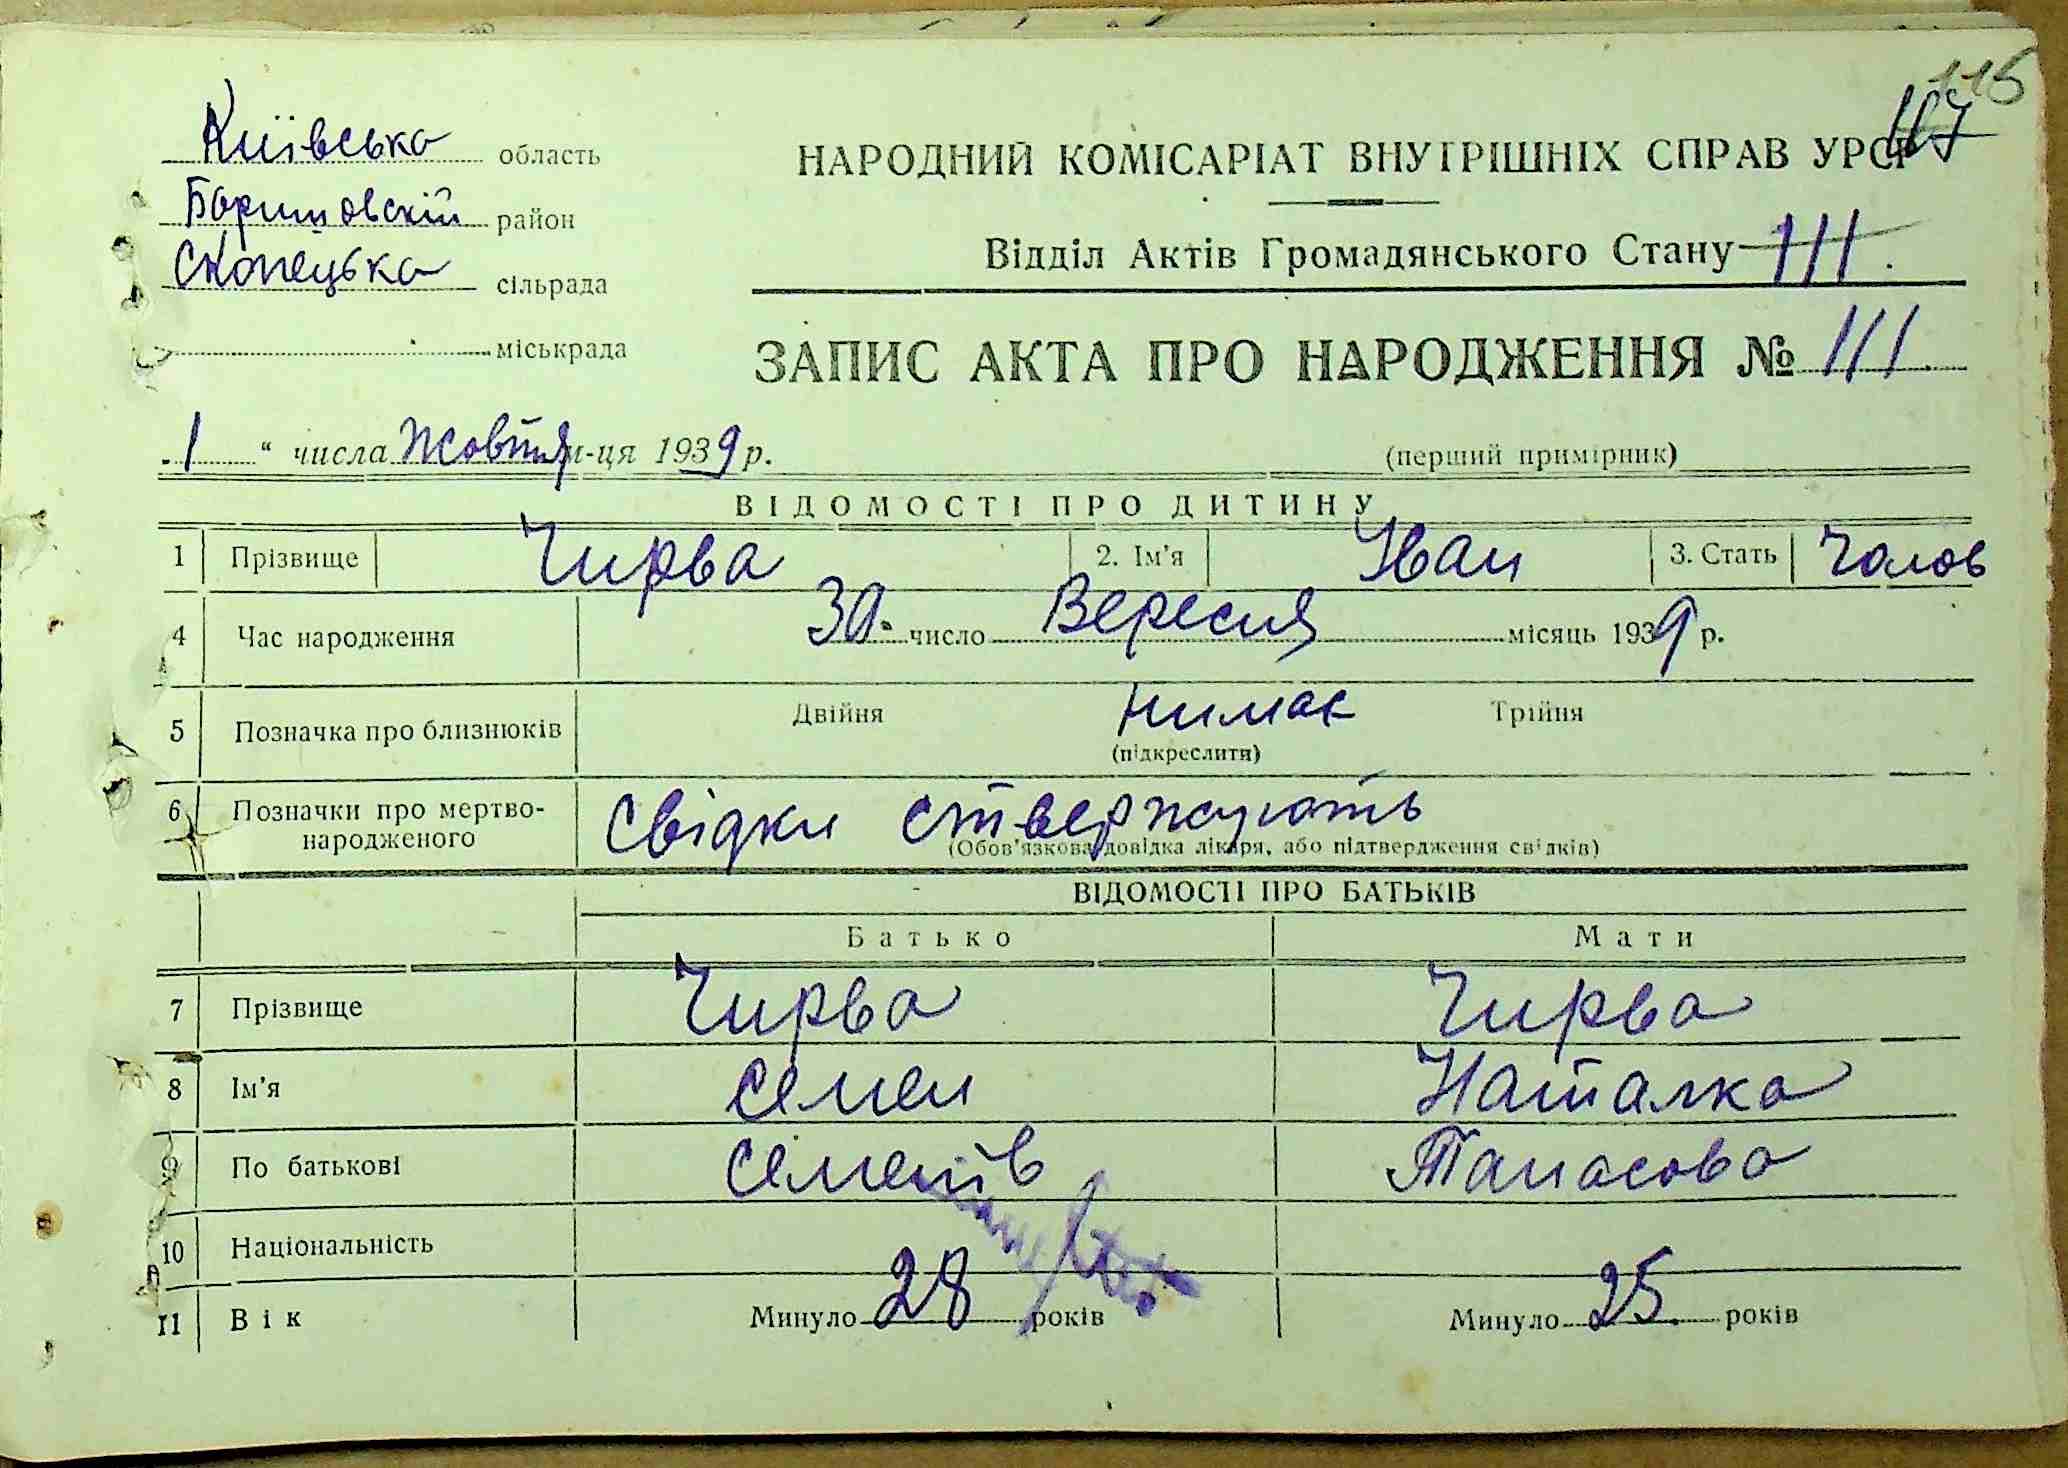 115
117
Київська область
НАРОДНИЙ КОМІСАРІАТ ВНУТРІШНІХ СПРАВ УРСР
Боришовскій район
Скопецька сільрада
Відділ Актів Громадянського Стану 111.
міськрада
ЗАПИС АКТА ПРО НАРОДЖЕННЯ № 111
„1“ числа Жовтня м-ця 1939 р.
(перший примірник)
ВІДОМОСТІ ПРО ДИТИНУ
1 Прізвище Чирва 2. Ім'я Іван 3. Стать Чолов
4 Час народження 30. число Вересня місяць 1939 р.
5 Позначка про близнюків Двійня нимає Трійня
(підкреслити)
6 Позначки про мертво-народженого Свідки ствержують
(Обов'язкова довідка лікаря, або підтвердження свідків)
ВІДОМОСТІ ПРО БАТЬКІВ
Батько Мати
7 Прізвище Чирва Чирва
8 Ім'я Семен Наталка
9 По батькові Семенів Танасова
10 Національність
11 Вік Минуло 28 років Минуло 25 років